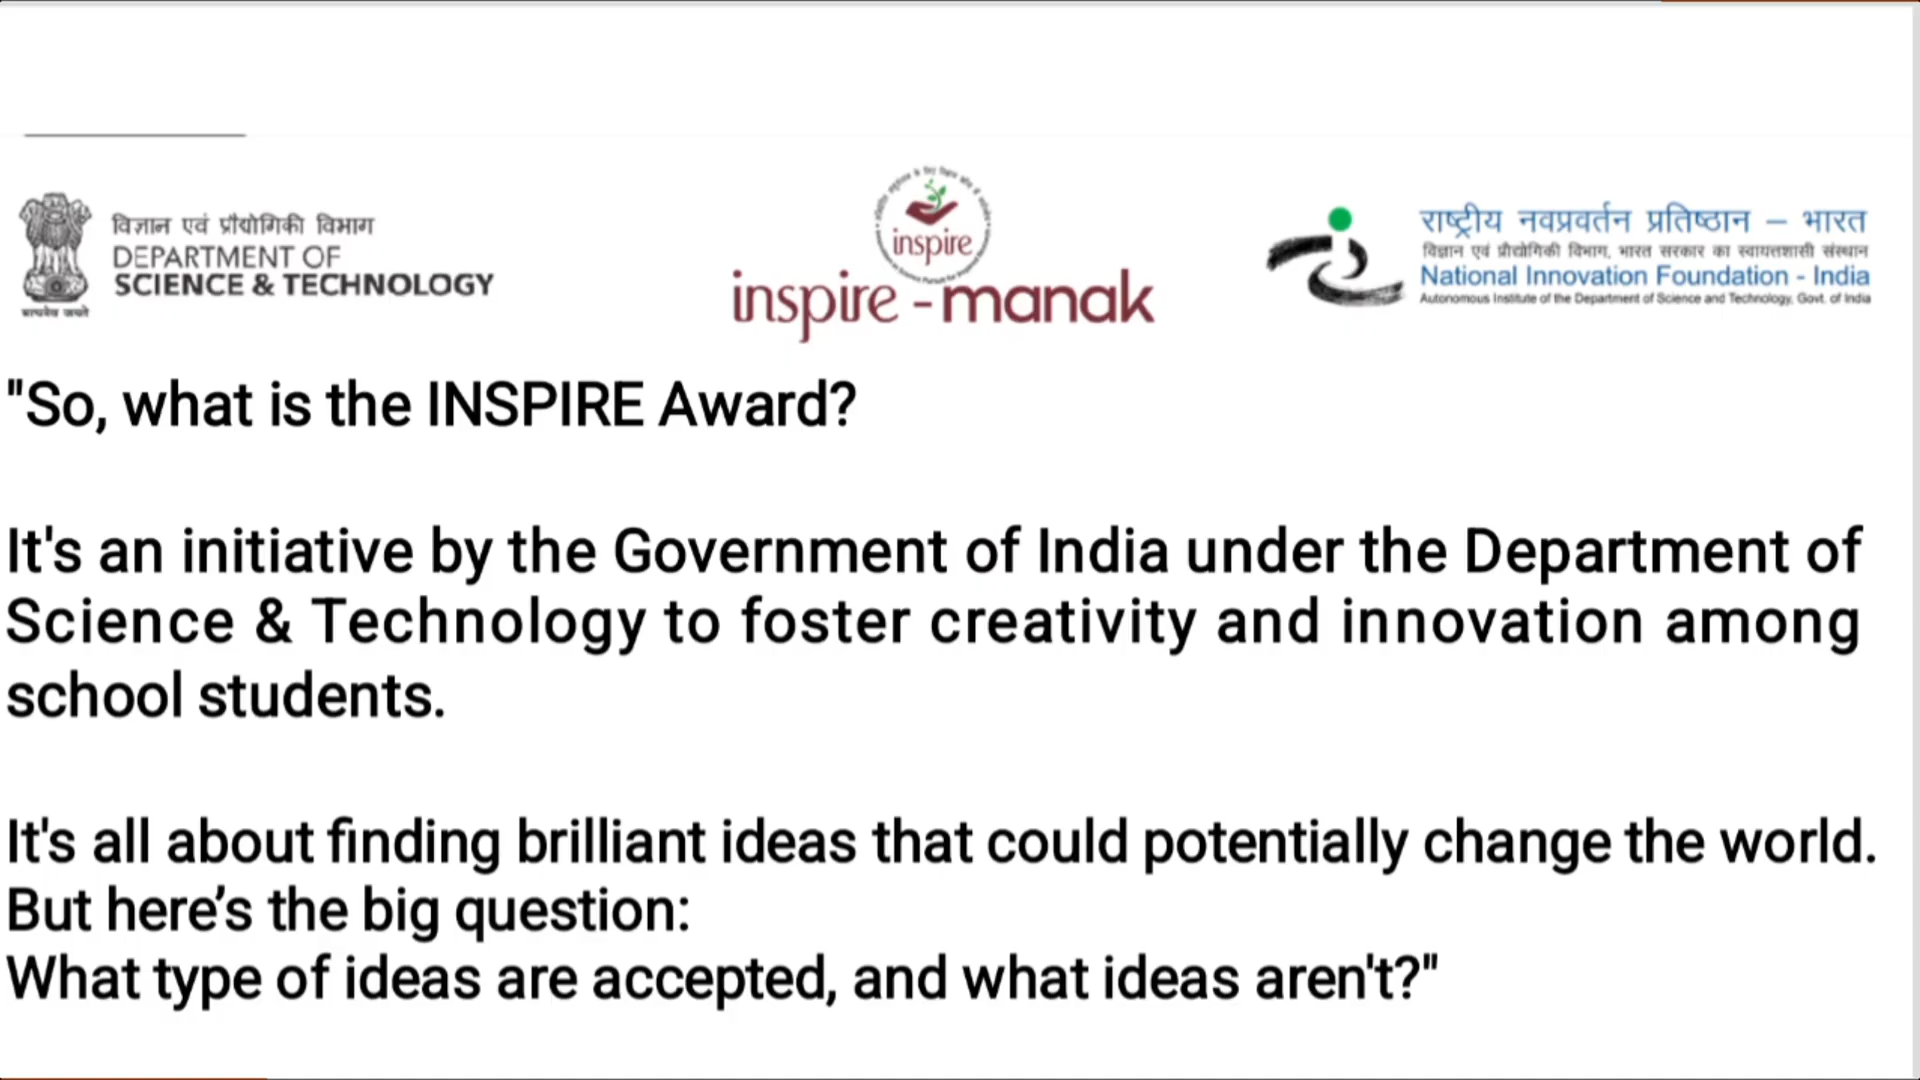 विज्ञान एवं प्रौद्योगिकी विभाग
DEPARTMENT OF
SCIENCE & TECHNOLOGY
सत्यमेव जयते
inspire
inspire - manak
राष्ट्रीय नवप्रवर्तन प्रतिष्ठान – भारत
विज्ञान एवं प्रौद्योगिकी विभाग, भारत सरकार का स्वायत्तशासी संस्थान
National Innovation Foundation - India
Autonomous Institute of the Department of Science and Technology, Govt. of India
"So, what is the INSPIRE Award?
It's an initiative by the Government of India under the Department of
Science & Technology to foster creativity and innovation among
school students.
It's all about finding brilliant ideas that could potentially change the world.
But here’s the big question:
What type of ideas are accepted, and what ideas aren't?"